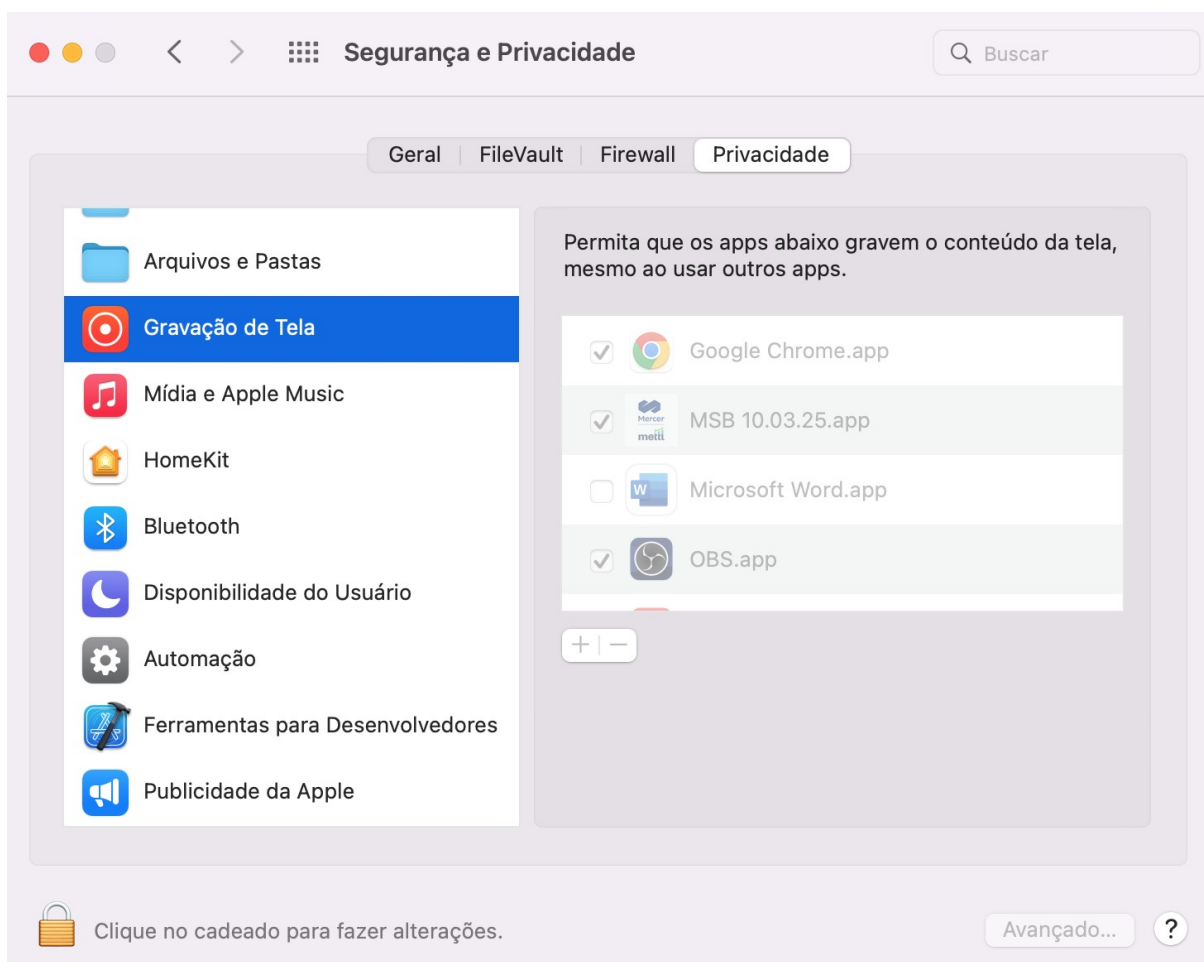 Segurança e Privacidade
Buscar
Geral
FileVault
Firewall
Privacidade
Arquivos e Pastas
Gravação de Tela
Mídia e Apple Music
HomeKit
Bluetooth
Disponibilidade do Usuário
Automação
Ferramentas para Desenvolvedores
Publicidade da Apple
Permita que os apps abaixo gravem o conteúdo da tela,
mesmo ao usar outros apps.
Google Chrome.app
Mercer
mettl
MSB 10.03.25.app
W
Microsoft Word.app
OBS.app
Clique no cadeado para fazer alterações.
Avançado...
?